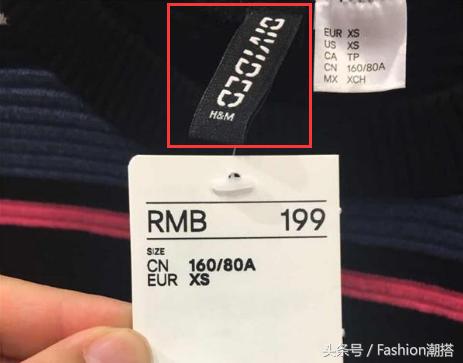 DIVIDED
H&M
EUR XS
US XS
CA TP
CN 160/80A
MX XCH
RMB 199
SIZE
CN 160/80A
EUR XS
头条号 / Fashion潮搭